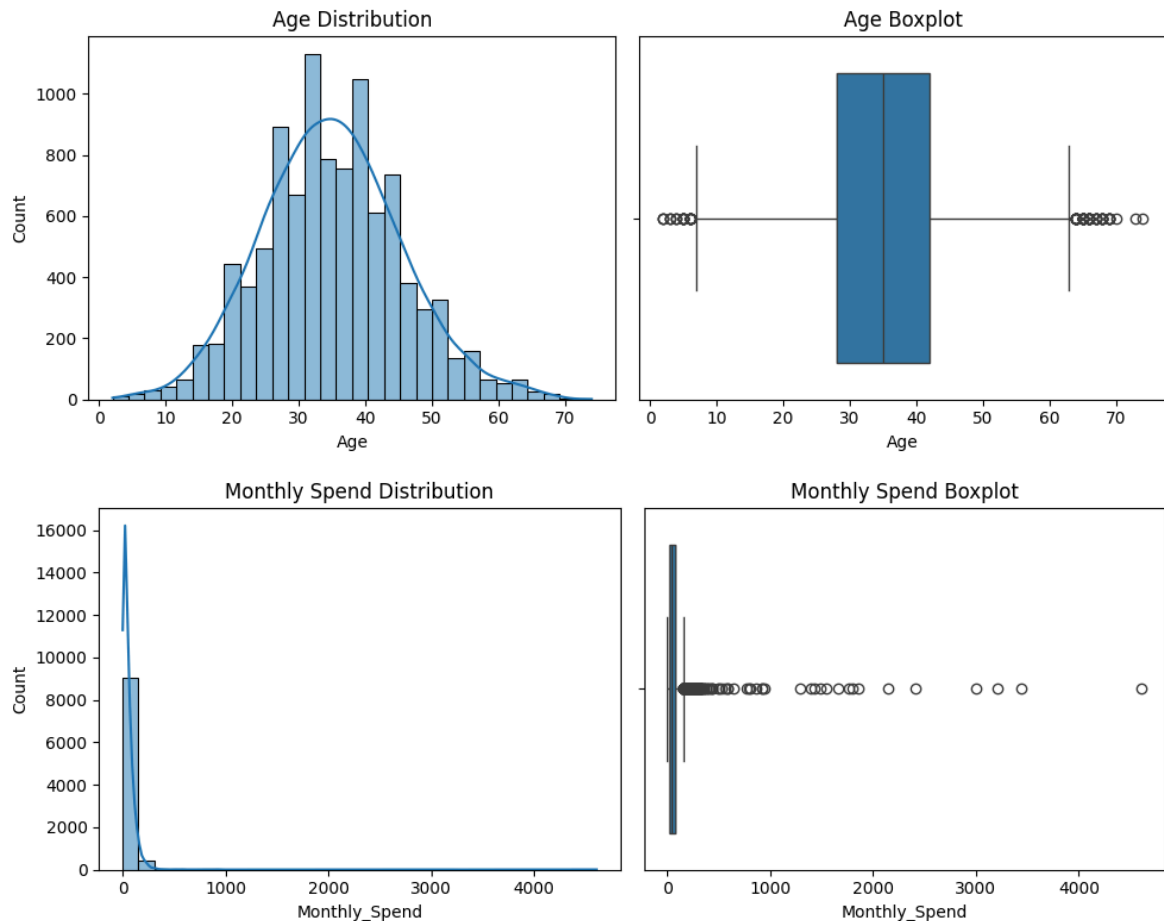 Age Distribution
Age Boxplot
1000
800
600
400
200
0
Count
0 10 20 30 40 50 60 70
Age
0 10 20 30 40 50 60 70
Age
Monthly Spend Distribution
Monthly Spend Boxplot
16000
14000
12000
10000
8000
6000
4000
2000
0
Count
0 1000 2000 3000 4000
Monthly_Spend
0 1000 2000 3000 4000
Monthly_Spend